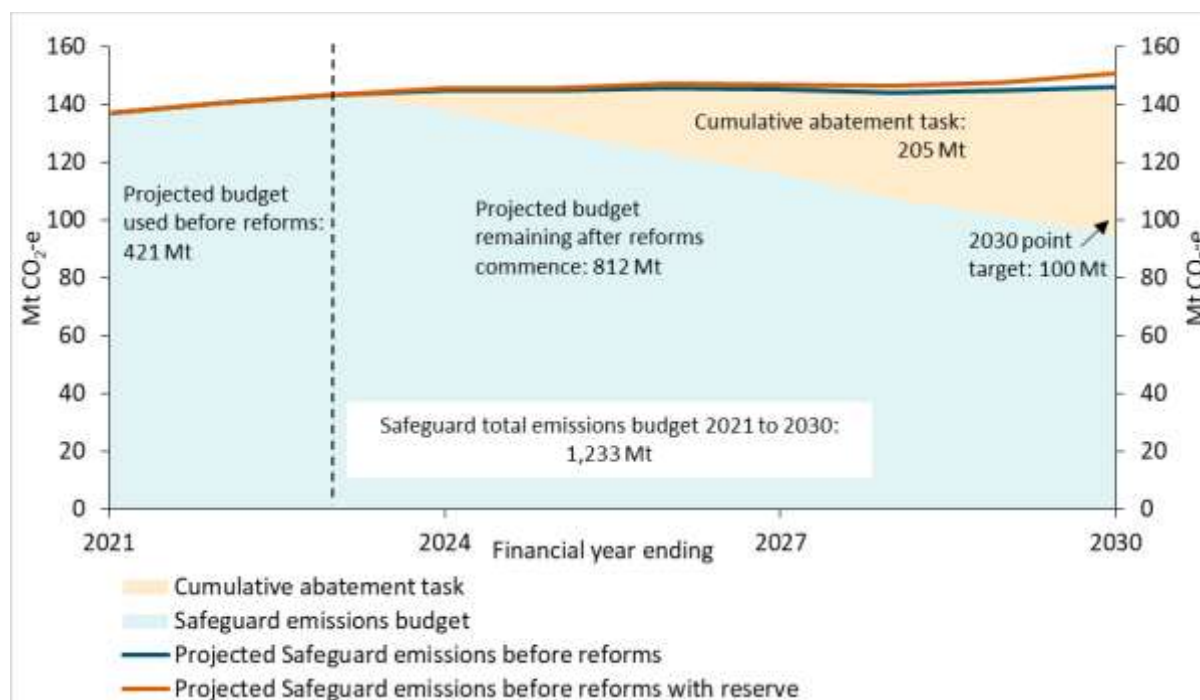 160
140
120
100
80
60
40
20
0
Mt CO₂-e
160
140
120
100
80
60
40
20
0
Mt CO₂-e
Cumulative abatement task:
205 Mt
Projected budget
used before reforms:
421 Mt
Projected budget
remaining after reforms
commence: 812 Mt
2030 point
target: 100 Mt
Safeguard total emissions budget 2021 to 2030:
1,233 Mt
2021
2024
2027
2030
Financial year ending
Cumulative abatement task
Safeguard emissions budget
Projected Safeguard emissions before reforms
Projected Safeguard emissions before reforms with reserve